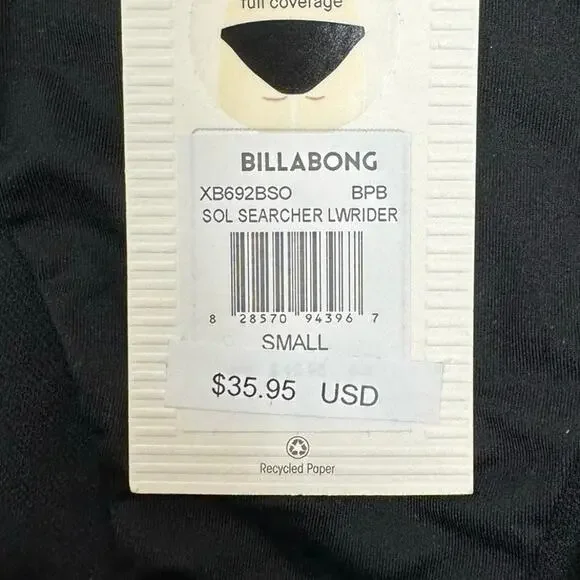 full coverage
BILLABONG
XB692BSO BPB
SOL SEARCHER LWRIDER
8 28570 94396 7
SMALL
$35.95 USD
Recycled Paper